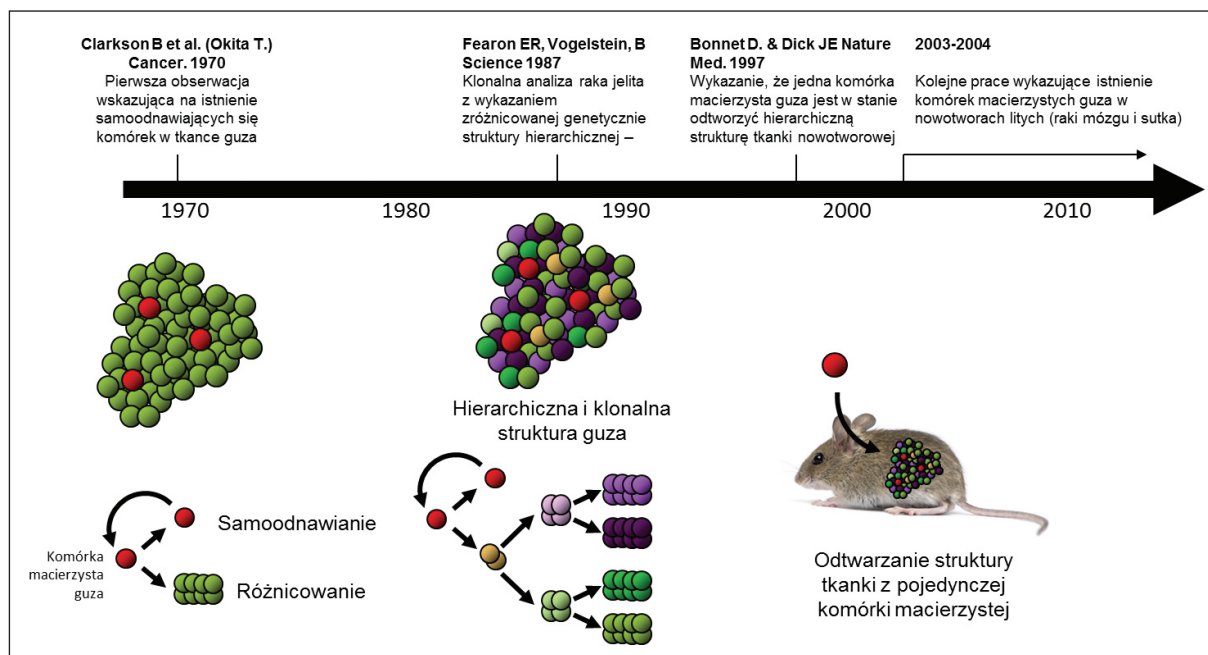 Clarkson B et al. (Okita T.)
Cancer. 1970
Pierwsza obserwacja
wskazująca na istnienie
samoodnawiających się
komórek w tkance guza
Fearon ER, Vogelstein, B
Science 1987
Klonalna analiza raka jelita
z wykazaniem
zróżnicowanej genetycznie
struktury hierarchicznej –
Bonnet D. & Dick JE Nature
Med. 1997
Wykazanie, że jedna komórka
macierzysta guza jest w stanie
odtworzyć hierarchiczną
strukturę tkanki nowotworowej
2003-2004
Kolejne prace wykazujące istnienie
komórek macierzystych guza w
nowotworach litych (raki mózgu i sutka)
1970
1980
1990
2000
2010
Hierarchiczna i klonalna
struktura guza
Komórka
macierzysta
guza
Samoodnawianie
Różnicowanie
Odtwarzanie struktury
tkanki z pojedynczej
komórki macierzystej